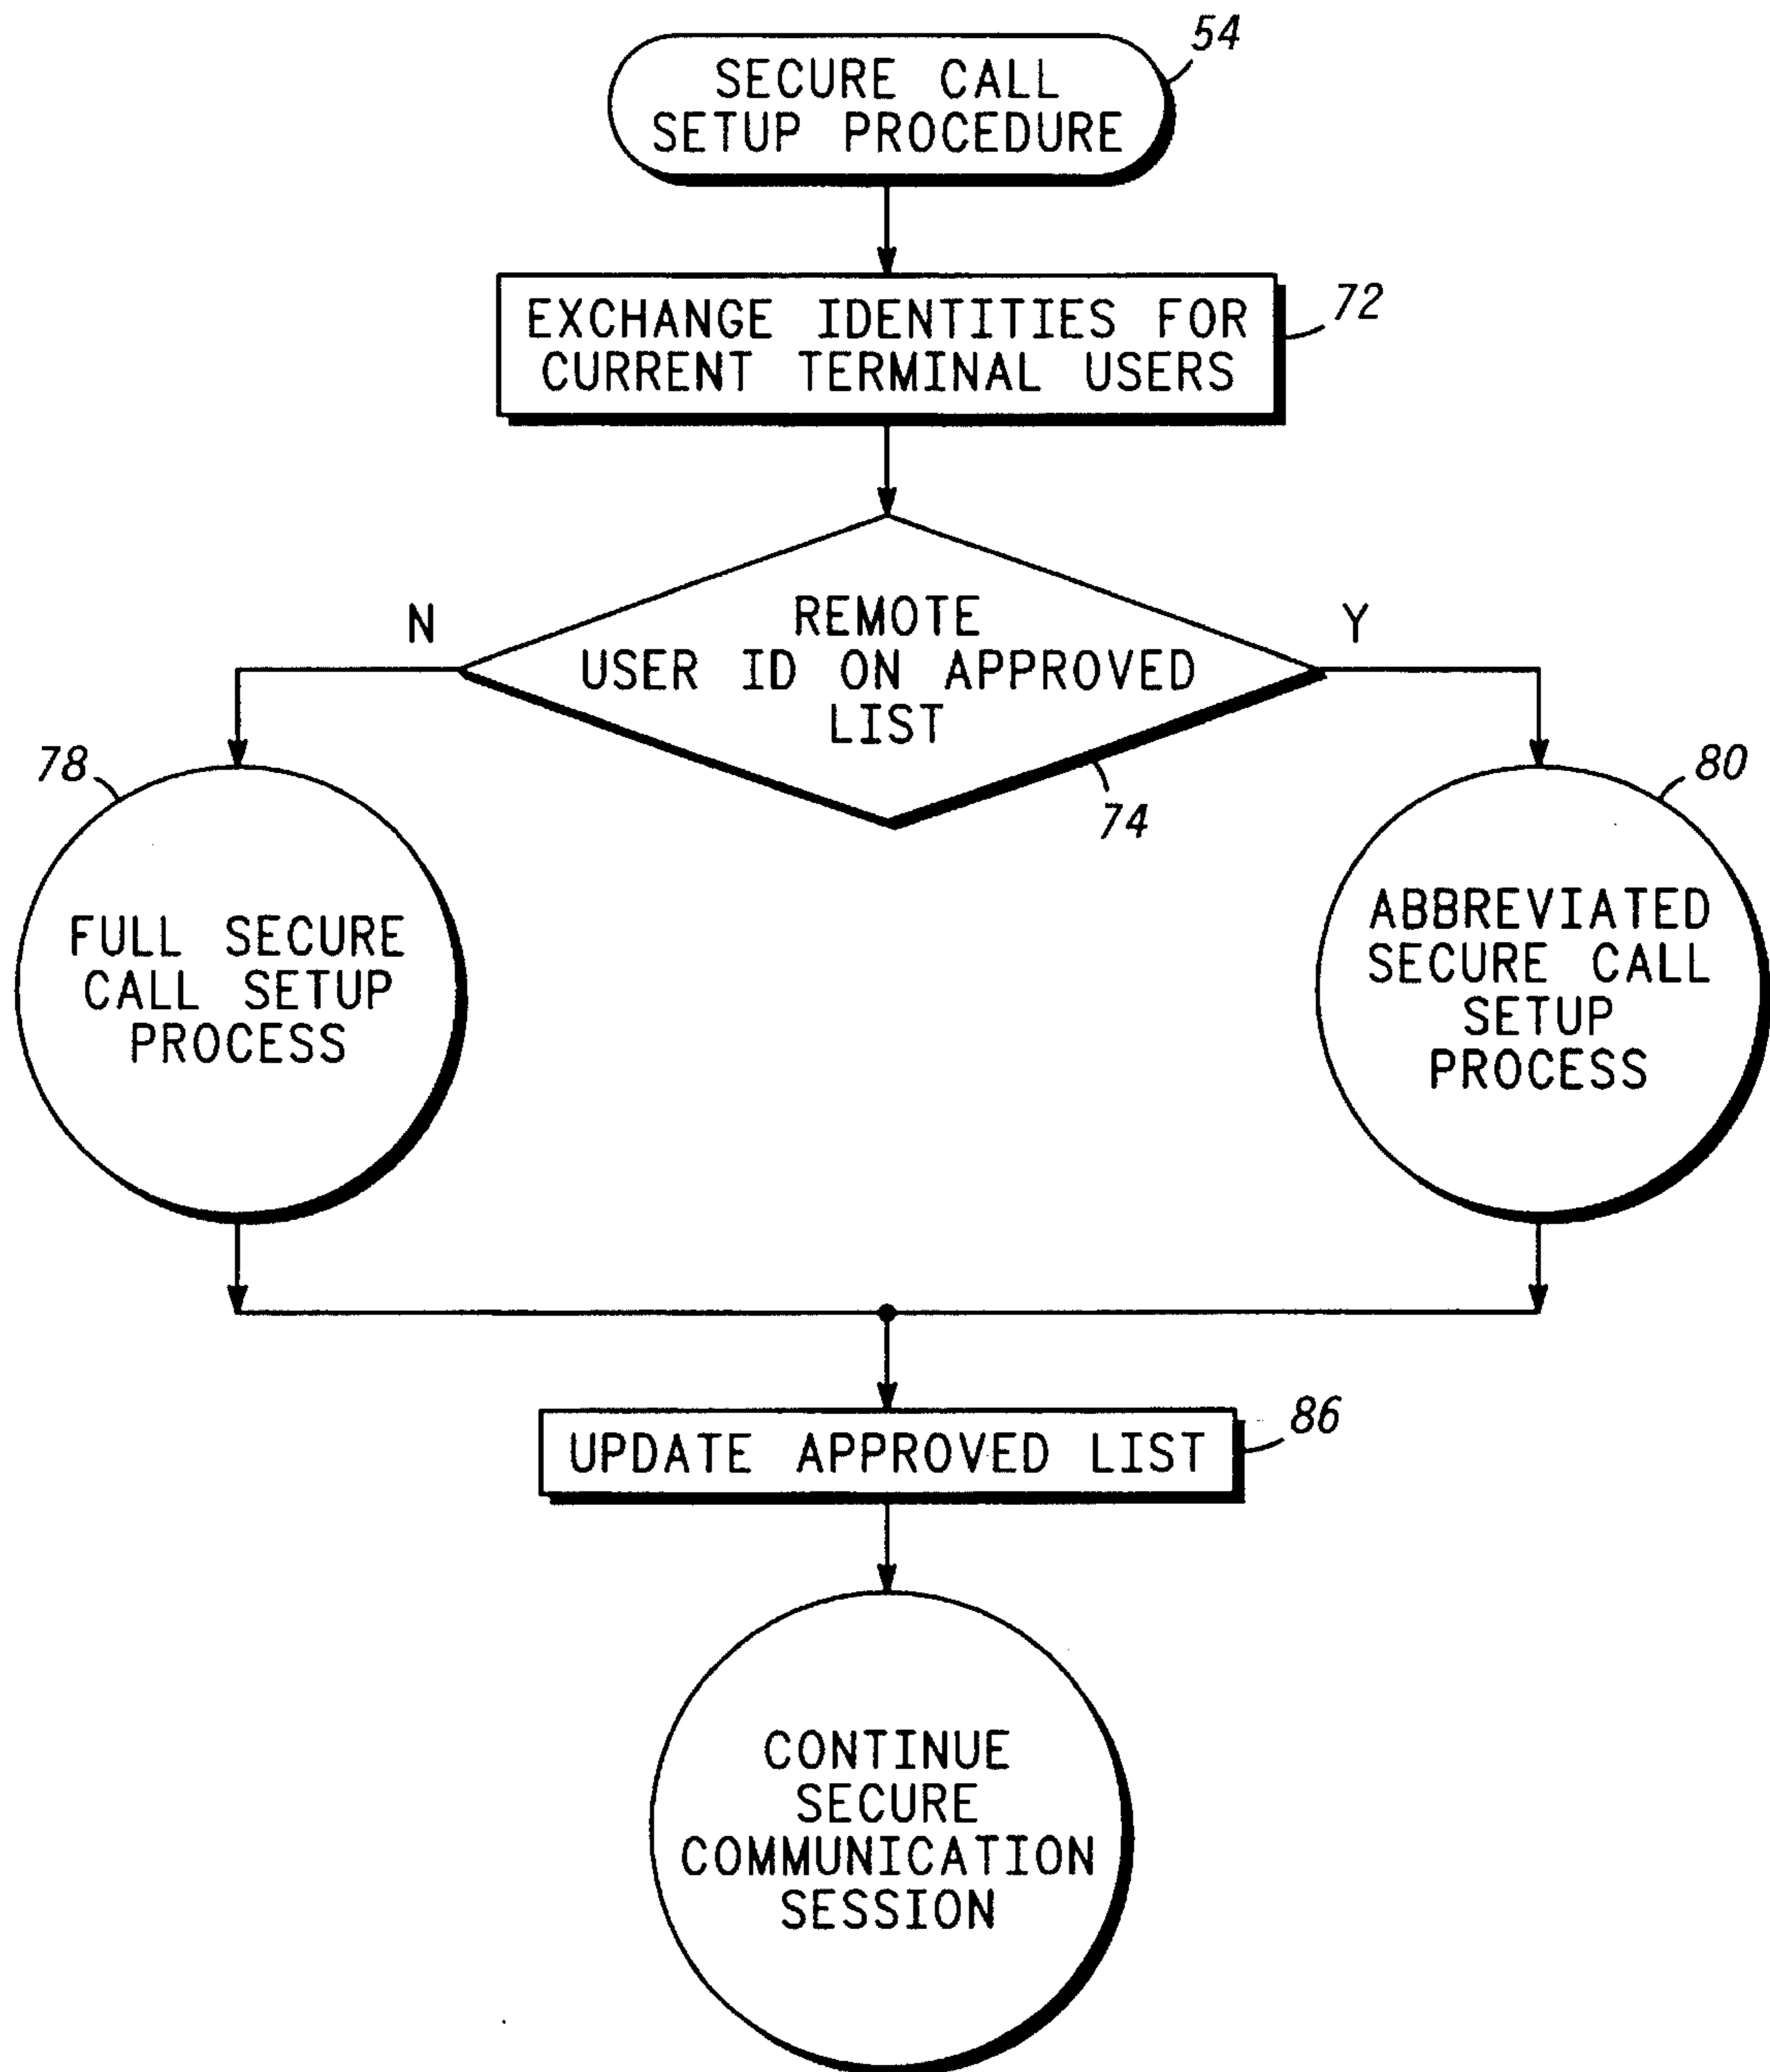 54
SECURE CALL
SETUP PROCEDURE
72
EXCHANGE IDENTITIES FOR
CURRENT TERMINAL USERS
N
Y
REMOTE
USER ID ON APPROVED
LIST
74
78
80
FULL SECURE
CALL SETUP
PROCESS
ABBREVIATED
SECURE CALL
SETUP
PROCESS
86
UPDATE APPROVED LIST
CONTINUE
SECURE
COMMUNICATION
SESSION